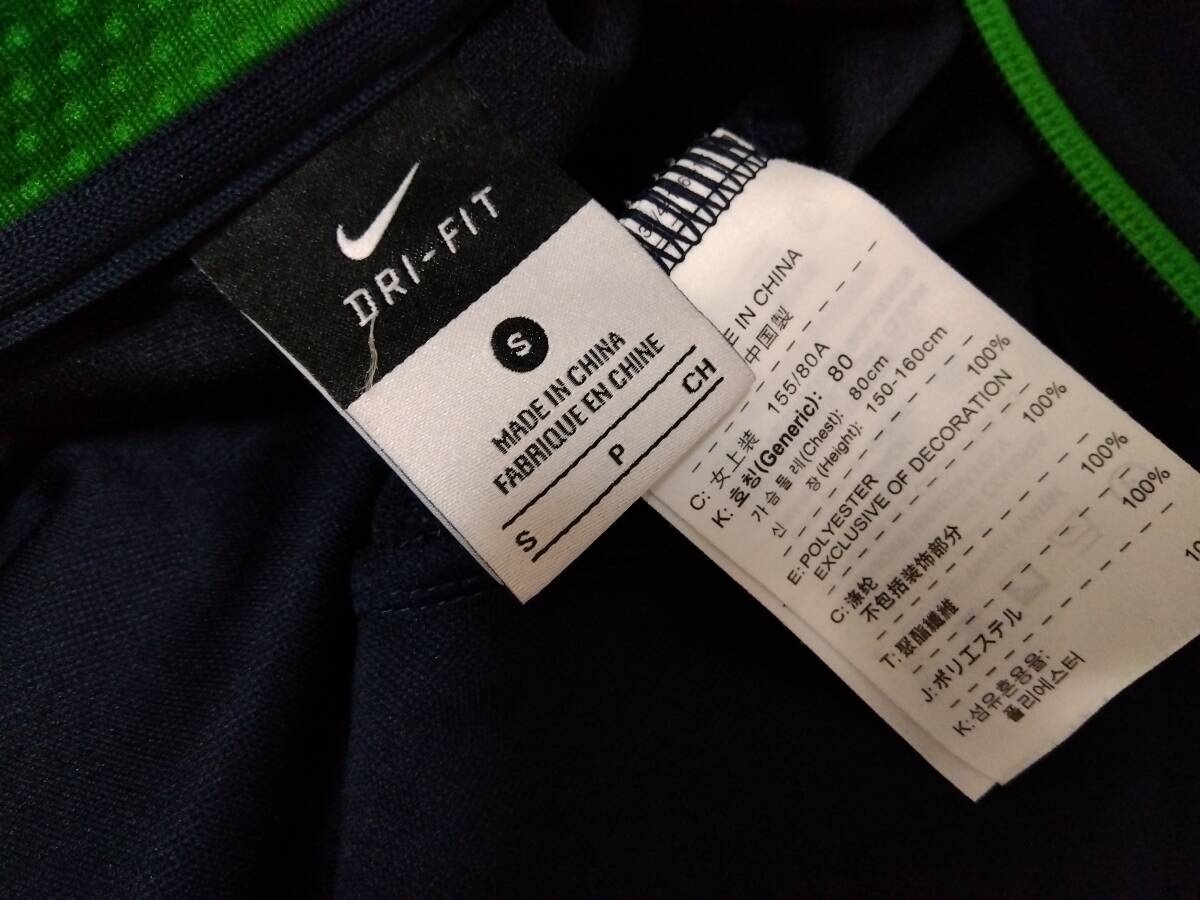 DRI-FIT
S
MADE IN CHINA
FABRIQUE EN CHINE
S P CH
3/4
E IN CHINA
中国製
C: 女上装 155/80A
K: 호칭(Generic): 80
가슴둘레(Chest): 80cm
신 장(Height): 150-160cm
E: POLYESTER 100%
EXCLUSIVE OF DECORATION
C: 涤纶 100%
不包括装饰部分
T: 聚酯纖維 100%
J: ポリエステル 100%
K: 섬유혼용율:
폴리에스터